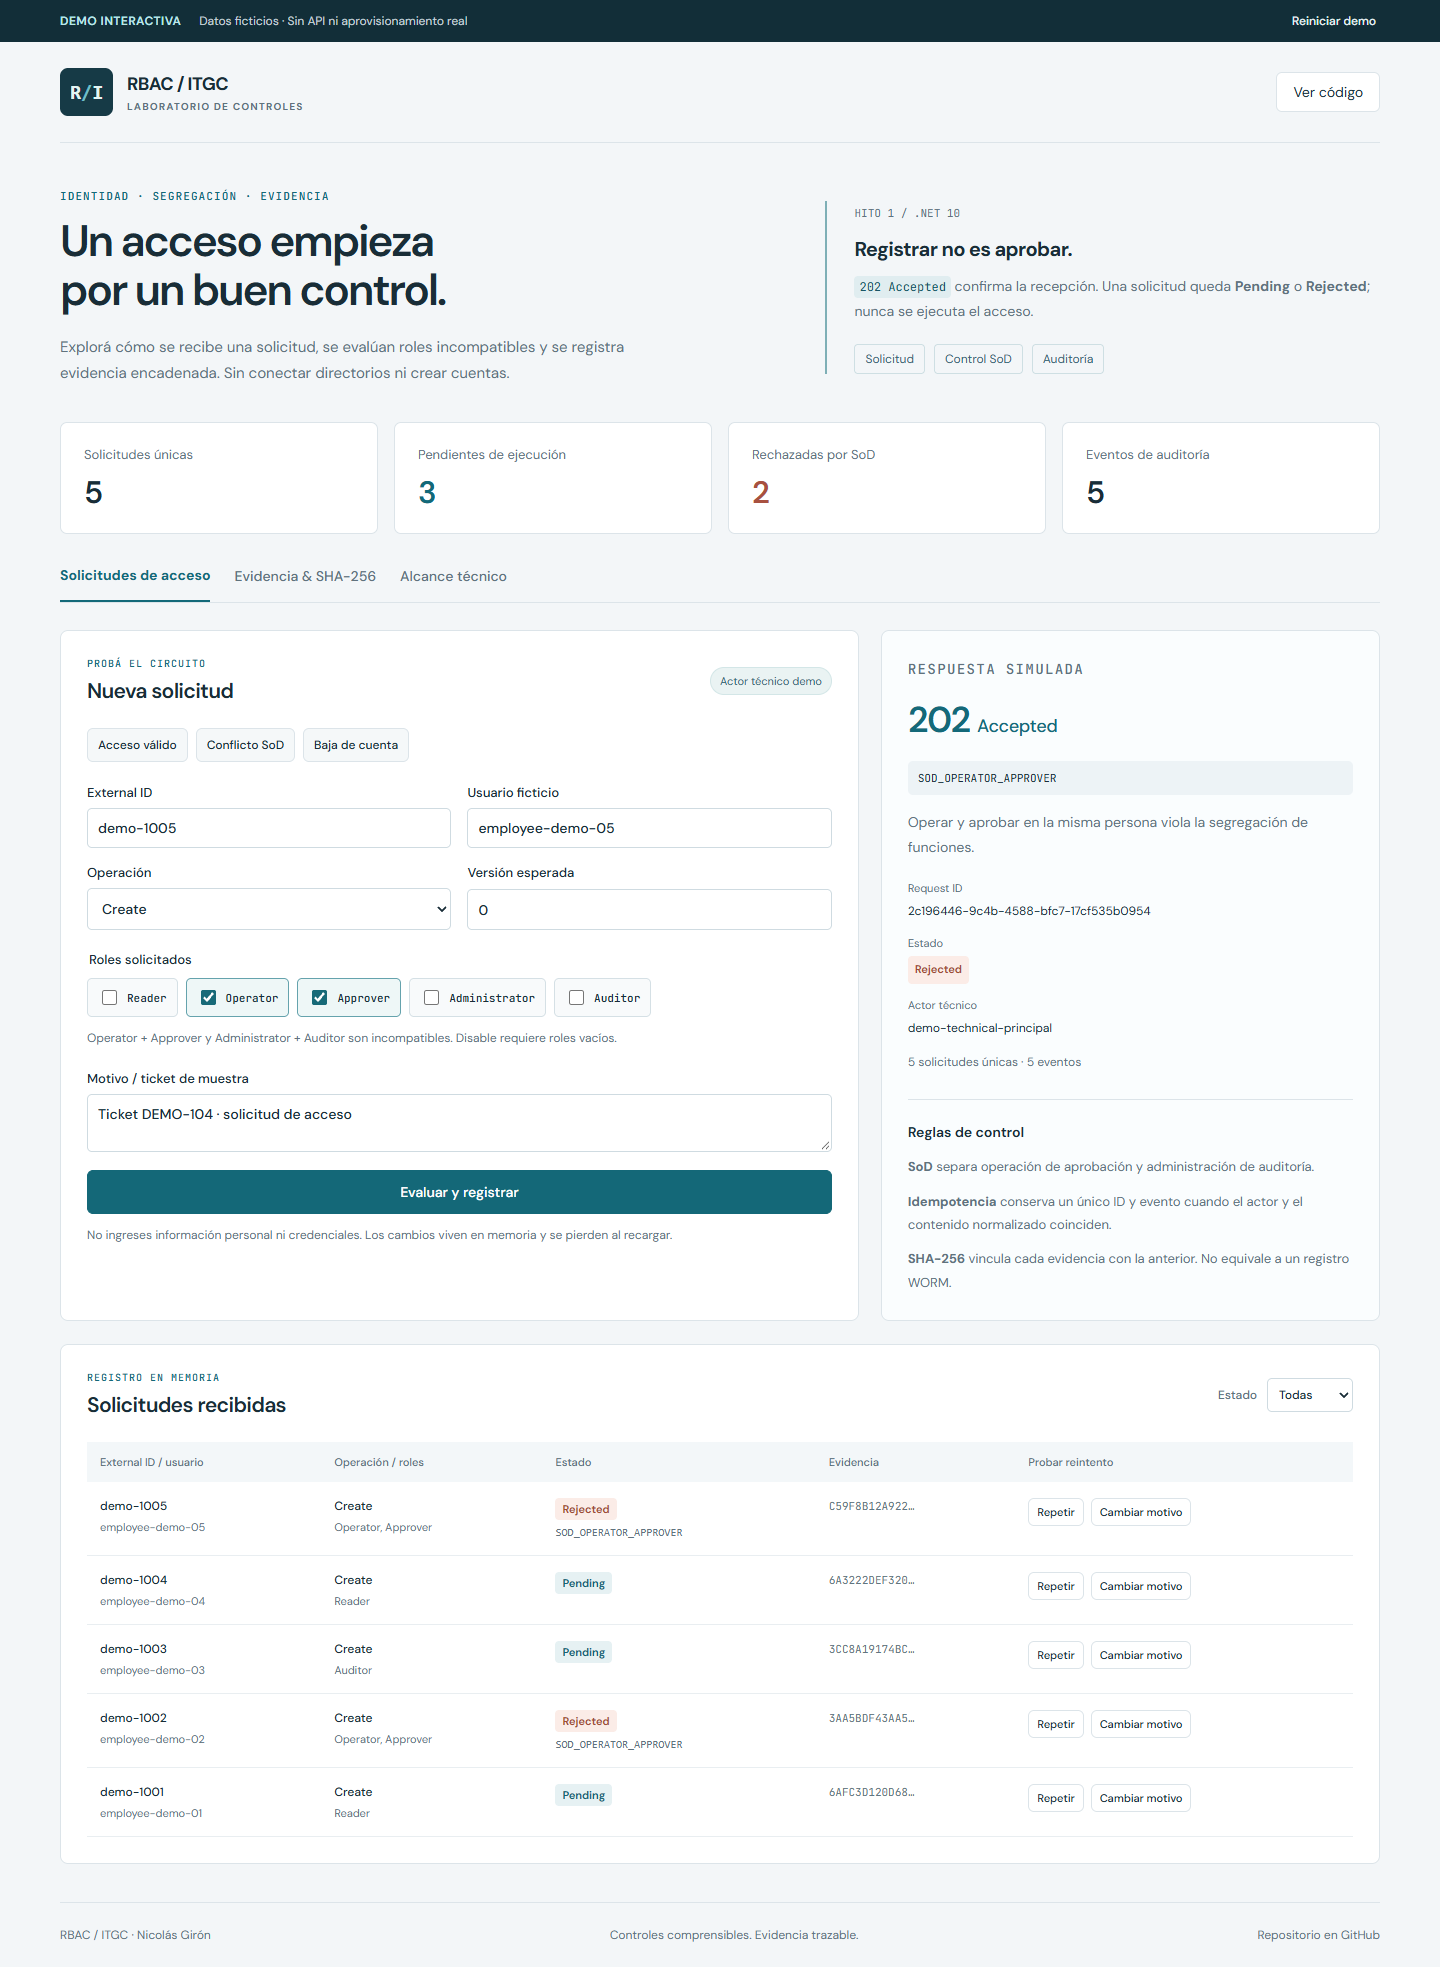 DEMO INTERACTIVA Datos ficticios · Sin API ni aprovisionamiento real Reiniciar demo
R/I
RBAC / ITGC
LABORATORIO DE CONTROLES
Ver código
IDENTIDAD · SEGREGACIÓN · EVIDENCIA
Un acceso empieza
por un buen control.
Explorá cómo se recibe una solicitud, se evalúan roles incompatibles y se registra
evidencia encadenada. Sin conectar directorios ni crear cuentas.
HITO 1 / .NET 10
Registrar no es aprobar.
202 Accepted confirma la recepción. Una solicitud queda Pending o Rejected;
nunca se ejecuta el acceso.
Solicitud Control SoD Auditoría
Solicitudes únicas
5
Pendientes de ejecución
3
Rechazadas por SoD
2
Eventos de auditoría
5
Solicitudes de acceso Evidencia & SHA-256 Alcance técnico
PROBÁ EL CIRCUITO
Nueva solicitud
Actor técnico demo
Acceso válido Conflicto SoD Baja de cuenta
External ID Usuario ficticio
demo-1005 employee-demo-05
Operación Versión esperada
Create 0
Roles solicitados
Reader Operator Approver Administrator Auditor
Operator + Approver y Administrator + Auditor son incompatibles. Disable requiere roles vacíos.
Motivo / ticket de muestra
Ticket DEMO-104 · solicitud de acceso
Evaluar y registrar
No ingreses información personal ni credenciales. Los cambios viven en memoria y se pierden al recargar.
RESPUESTA SIMULADA
202 Accepted
SOD_OPERATOR_APPROVER
Operar y aprobar en la misma persona viola la segregación de
funciones.
Request ID
2c196446-9c4b-4588-bfc7-17cf535b0954
Estado
Rejected
Actor técnico
demo-technical-principal
5 solicitudes únicas · 5 eventos
Reglas de control
SoD separa operación de aprobación y administración de auditoría.
Idempotencia conserva un único ID y evento cuando el actor y el
contenido normalizado coinciden.
SHA-256 vincula cada evidencia con la anterior. No equivale a un registro
WORM.
REGISTRO EN MEMORIA
Solicitudes recibidas
Estado Todas
External ID / usuario Operación / roles Estado Evidencia Probar reintento
demo-1005 Create Rejected C59F8B12A922… Repetir Cambiar motivo
employee-demo-05 Operator, Approver SOD_OPERATOR_APPROVER
demo-1004 Create Pending 6A3222DEF320… Repetir Cambiar motivo
employee-demo-04 Reader
demo-1003 Create Pending 3CC8A19174BC… Repetir Cambiar motivo
employee-demo-03 Auditor
demo-1002 Create Rejected 3AA5BDF43AA5… Repetir Cambiar motivo
employee-demo-02 Operator, Approver SOD_OPERATOR_APPROVER
demo-1001 Create Pending 6AFC3D120D68… Repetir Cambiar motivo
employee-demo-01 Reader
RBAC / ITGC · Nicolás Girón Controles comprensibles. Evidencia trazable. Repositorio en GitHub